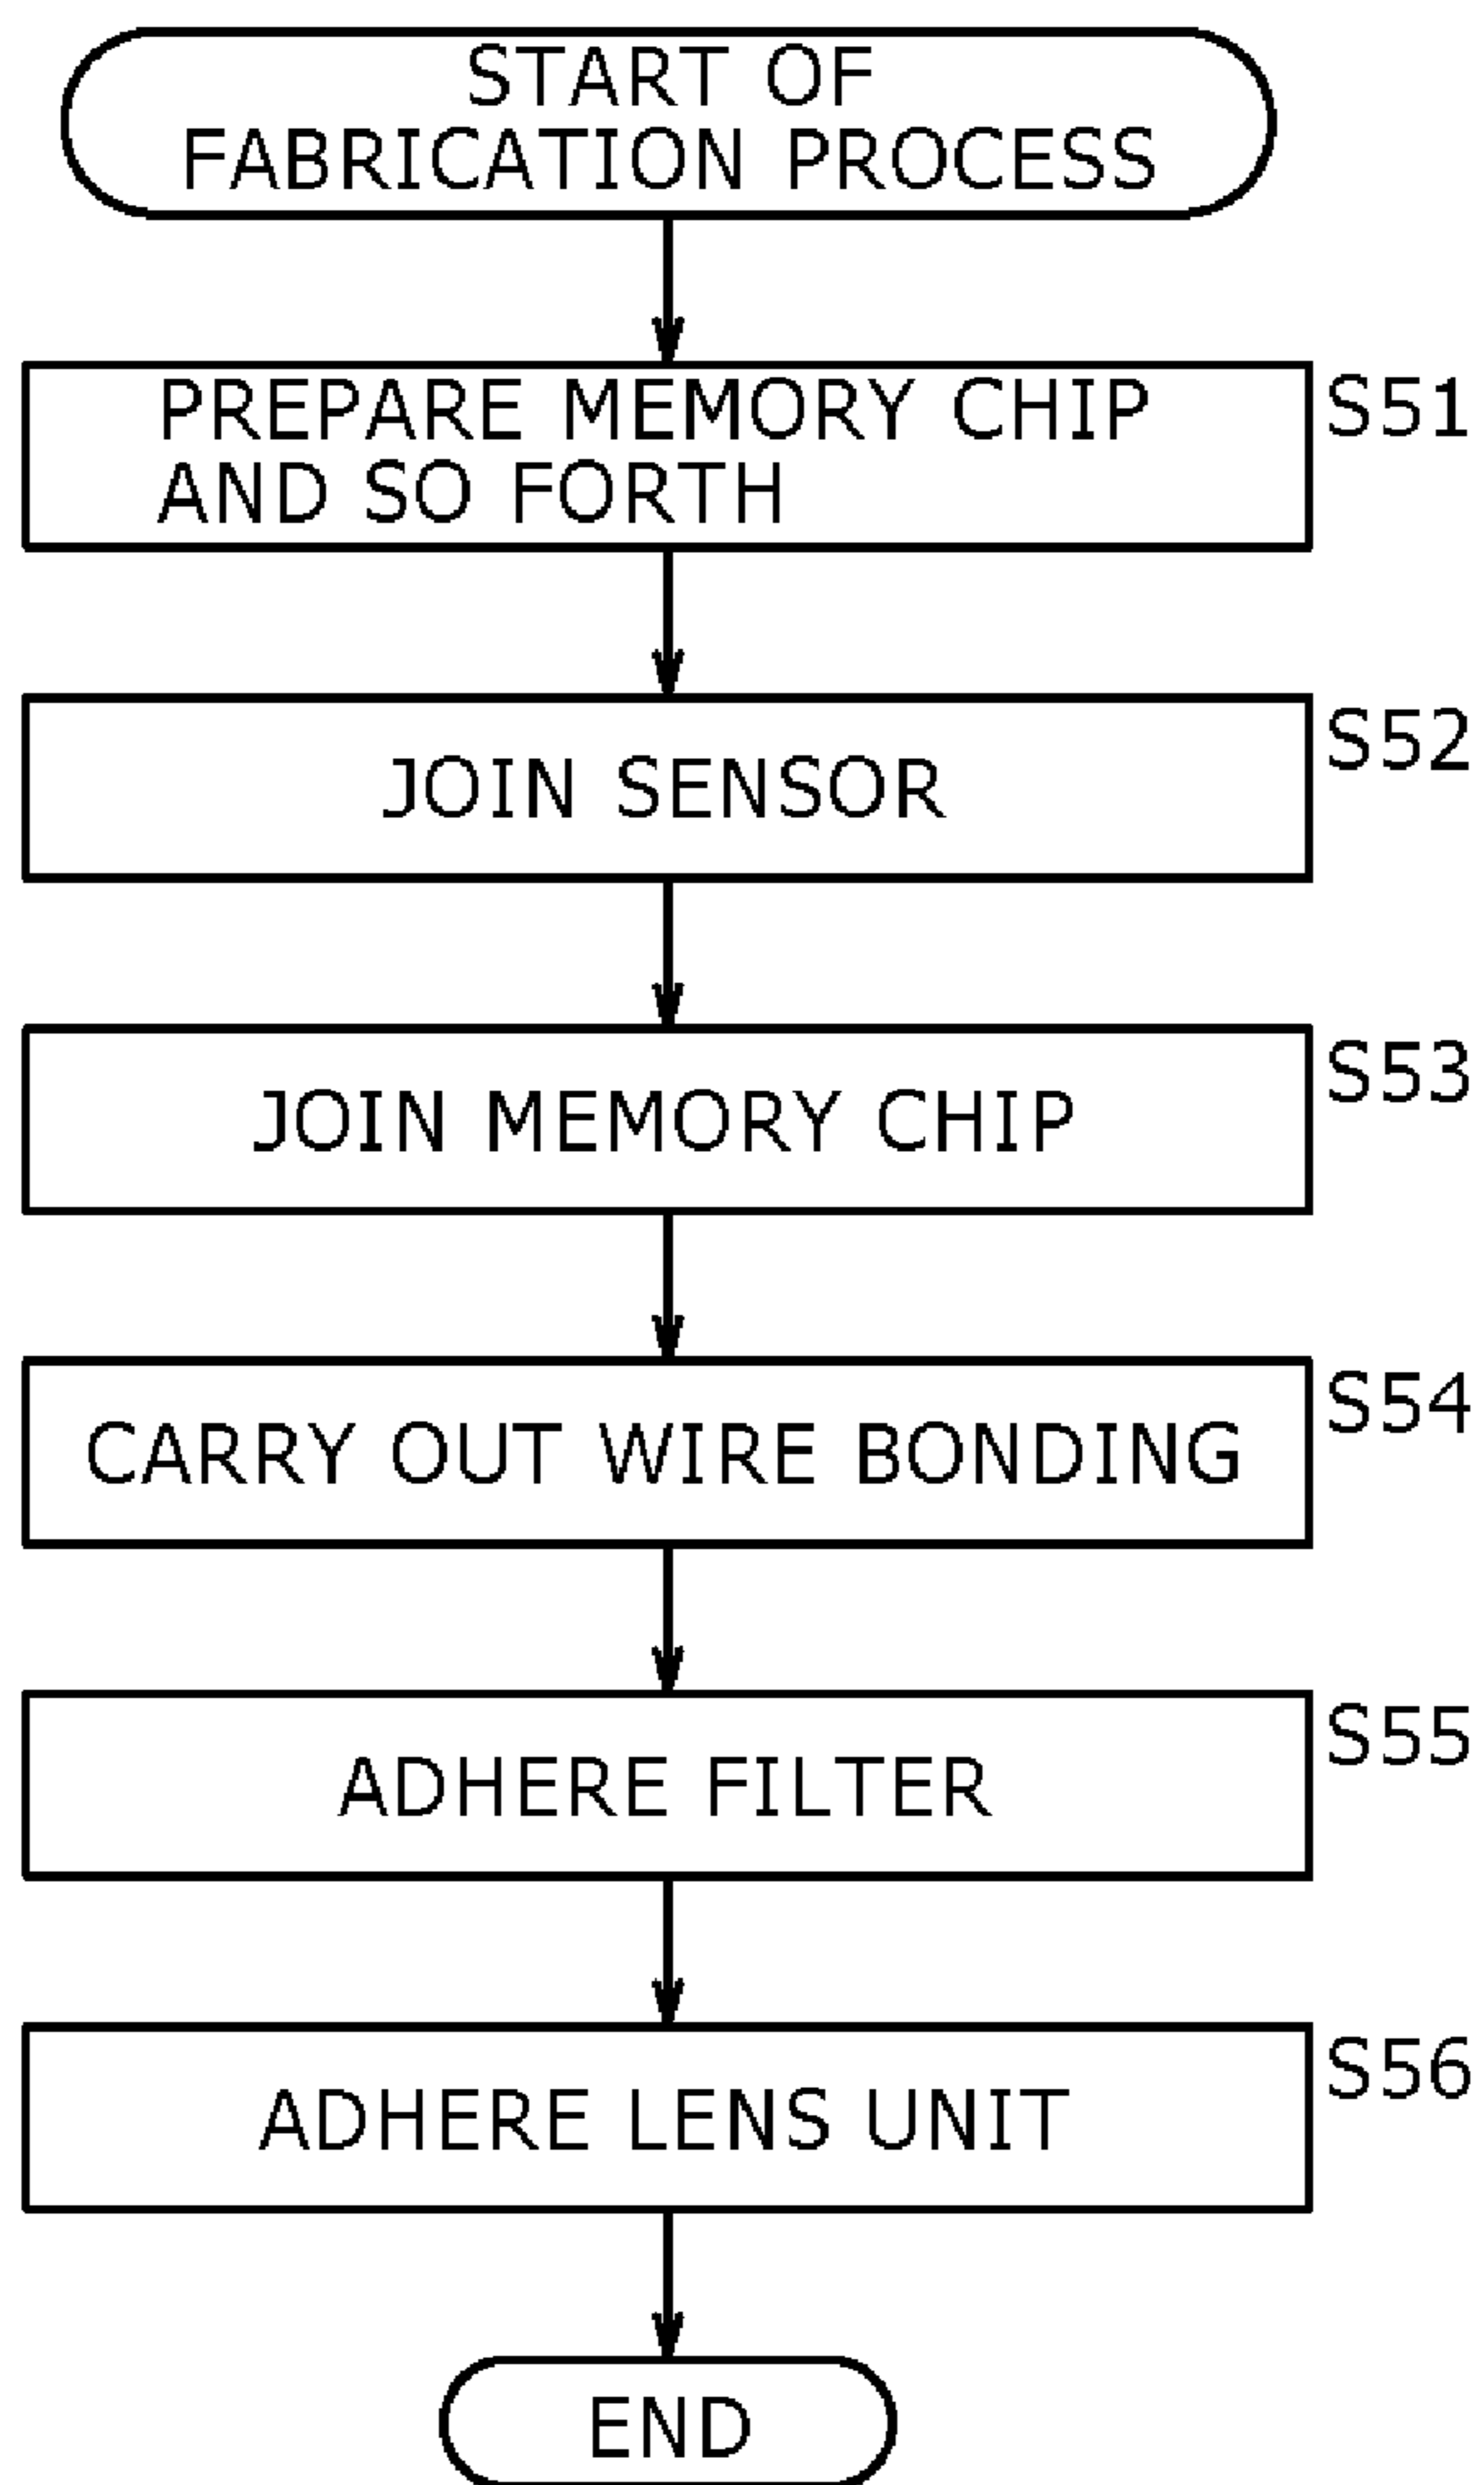 START OF
FABRICATION PROCESS
PREPARE MEMORY CHIP
AND SO FORTH
S51
JOIN SENSOR
S52
JOIN MEMORY CHIP
S53
CARRY OUT WIRE BONDING
S54
ADHERE FILTER
S55
ADHERE LENS UNIT
S56
END